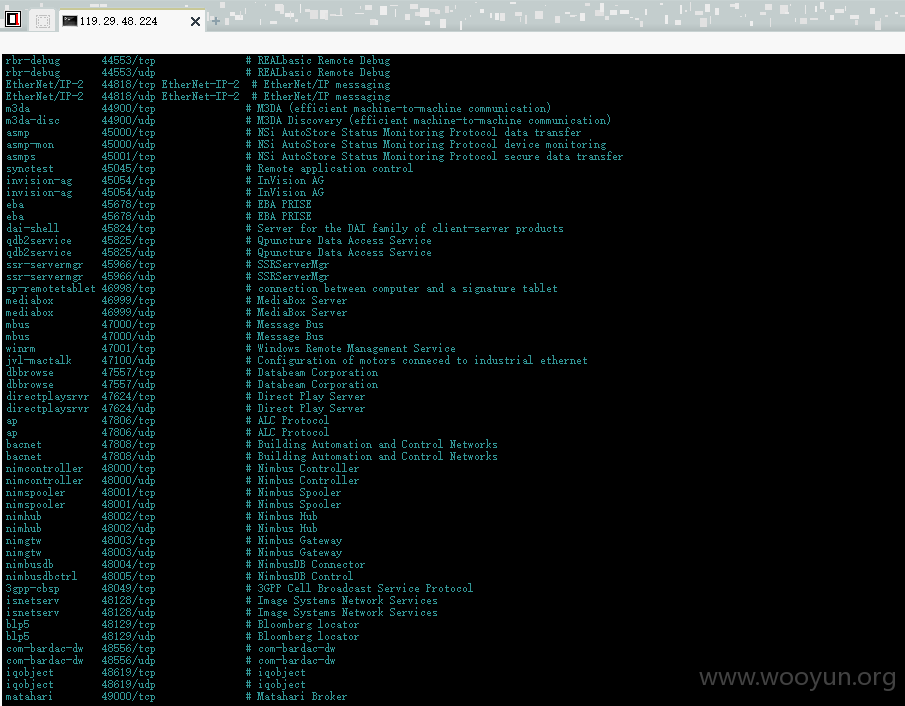 119.29.48.224
rbr-debug 44553/tcp # REALbasic Remote Debug
rbr-debug 44553/udp # REALbasic Remote Debug
EtherNet/IP-2 44818/tcp EtherNet-IP-2 # EtherNet/IP messaging
EtherNet/IP-2 44818/udp EtherNet-IP-2 # EtherNet/IP messaging
m3da 44900/tcp # M3DA (efficient machine-to-machine communication)
m3da-disc 44900/udp # M3DA Discovery (efficient machine-to-machine communication)
asmp 45000/tcp # NSi AutoStore Status Monitoring Protocol data transfer
asmp-mon 45000/udp # NSi AutoStore Status Monitoring Protocol device monitoring
asmps 45001/tcp # NSi AutoStore Status Monitoring Protocol secure data transfer
synctest 45045/tcp # Remote application control
invision-ag 45054/tcp # InVision AG
invision-ag 45054/udp # InVision AG
eba 45678/tcp # EBA PRISE
eba 45678/udp # EBA PRISE
dai-shell 45824/tcp # Server for the DAI family of client-server products
qdb2service 45825/tcp # Qpuncture Data Access Service
qdb2service 45825/udp # Qpuncture Data Access Service
ssr-servermgr 45966/tcp # SSRServerMgr
ssr-servermgr 45966/udp # SSRServerMgr
sp-remotetablet 46998/tcp # connection between computer and a signature tablet
mediabox 46999/tcp # MediaBox Server
mediabox 46999/udp # MediaBox Server
mbus 47000/tcp # Message Bus
mbus 47000/udp # Message Bus
winrm 47001/tcp # Windows Remote Management Service
jvl-mactalk 47100/udp # Configuration of motors conneced to industrial ethernet
dbbrowse 47557/tcp # Databeam Corporation
dbbrowse 47557/udp # Databeam Corporation
directplaysrvr 47624/tcp # Direct Play Server
directplaysrvr 47624/udp # Direct Play Server
ap 47806/tcp # ALC Protocol
ap 47806/udp # ALC Protocol
bacnet 47808/tcp # Building Automation and Control Networks
bacnet 47808/udp # Building Automation and Control Networks
nimcontroller 48000/tcp # Nimbus Controller
nimcontroller 48000/udp # Nimbus Controller
nimspooler 48001/tcp # Nimbus Spooler
nimspooler 48001/udp # Nimbus Spooler
nimhub 48002/tcp # Nimbus Hub
nimhub 48002/udp # Nimbus Hub
nimgtw 48003/tcp # Nimbus Gateway
nimgtw 48003/udp # Nimbus Gateway
nimbusdb 48004/tcp # NimbusDB Connector
nimbusdbctrl 48005/tcp # NimbusDB Control
3gpp-cbsp 48049/tcp # 3GPP Cell Broadcast Service Protocol
isnetserv 48128/tcp # Image Systems Network Services
isnetserv 48128/udp # Image Systems Network Services
blp5 48129/tcp # Bloomberg locator
blp5 48129/udp # Bloomberg locator
com-bardac-dw 48556/tcp # com-bardac-dw
com-bardac-dw 48556/udp # com-bardac-dw
iqobject 48619/tcp # iqobject
iqobject 48619/udp # iqobject
matahari 49000/tcp # Matahari Broker
www.wooyun.org